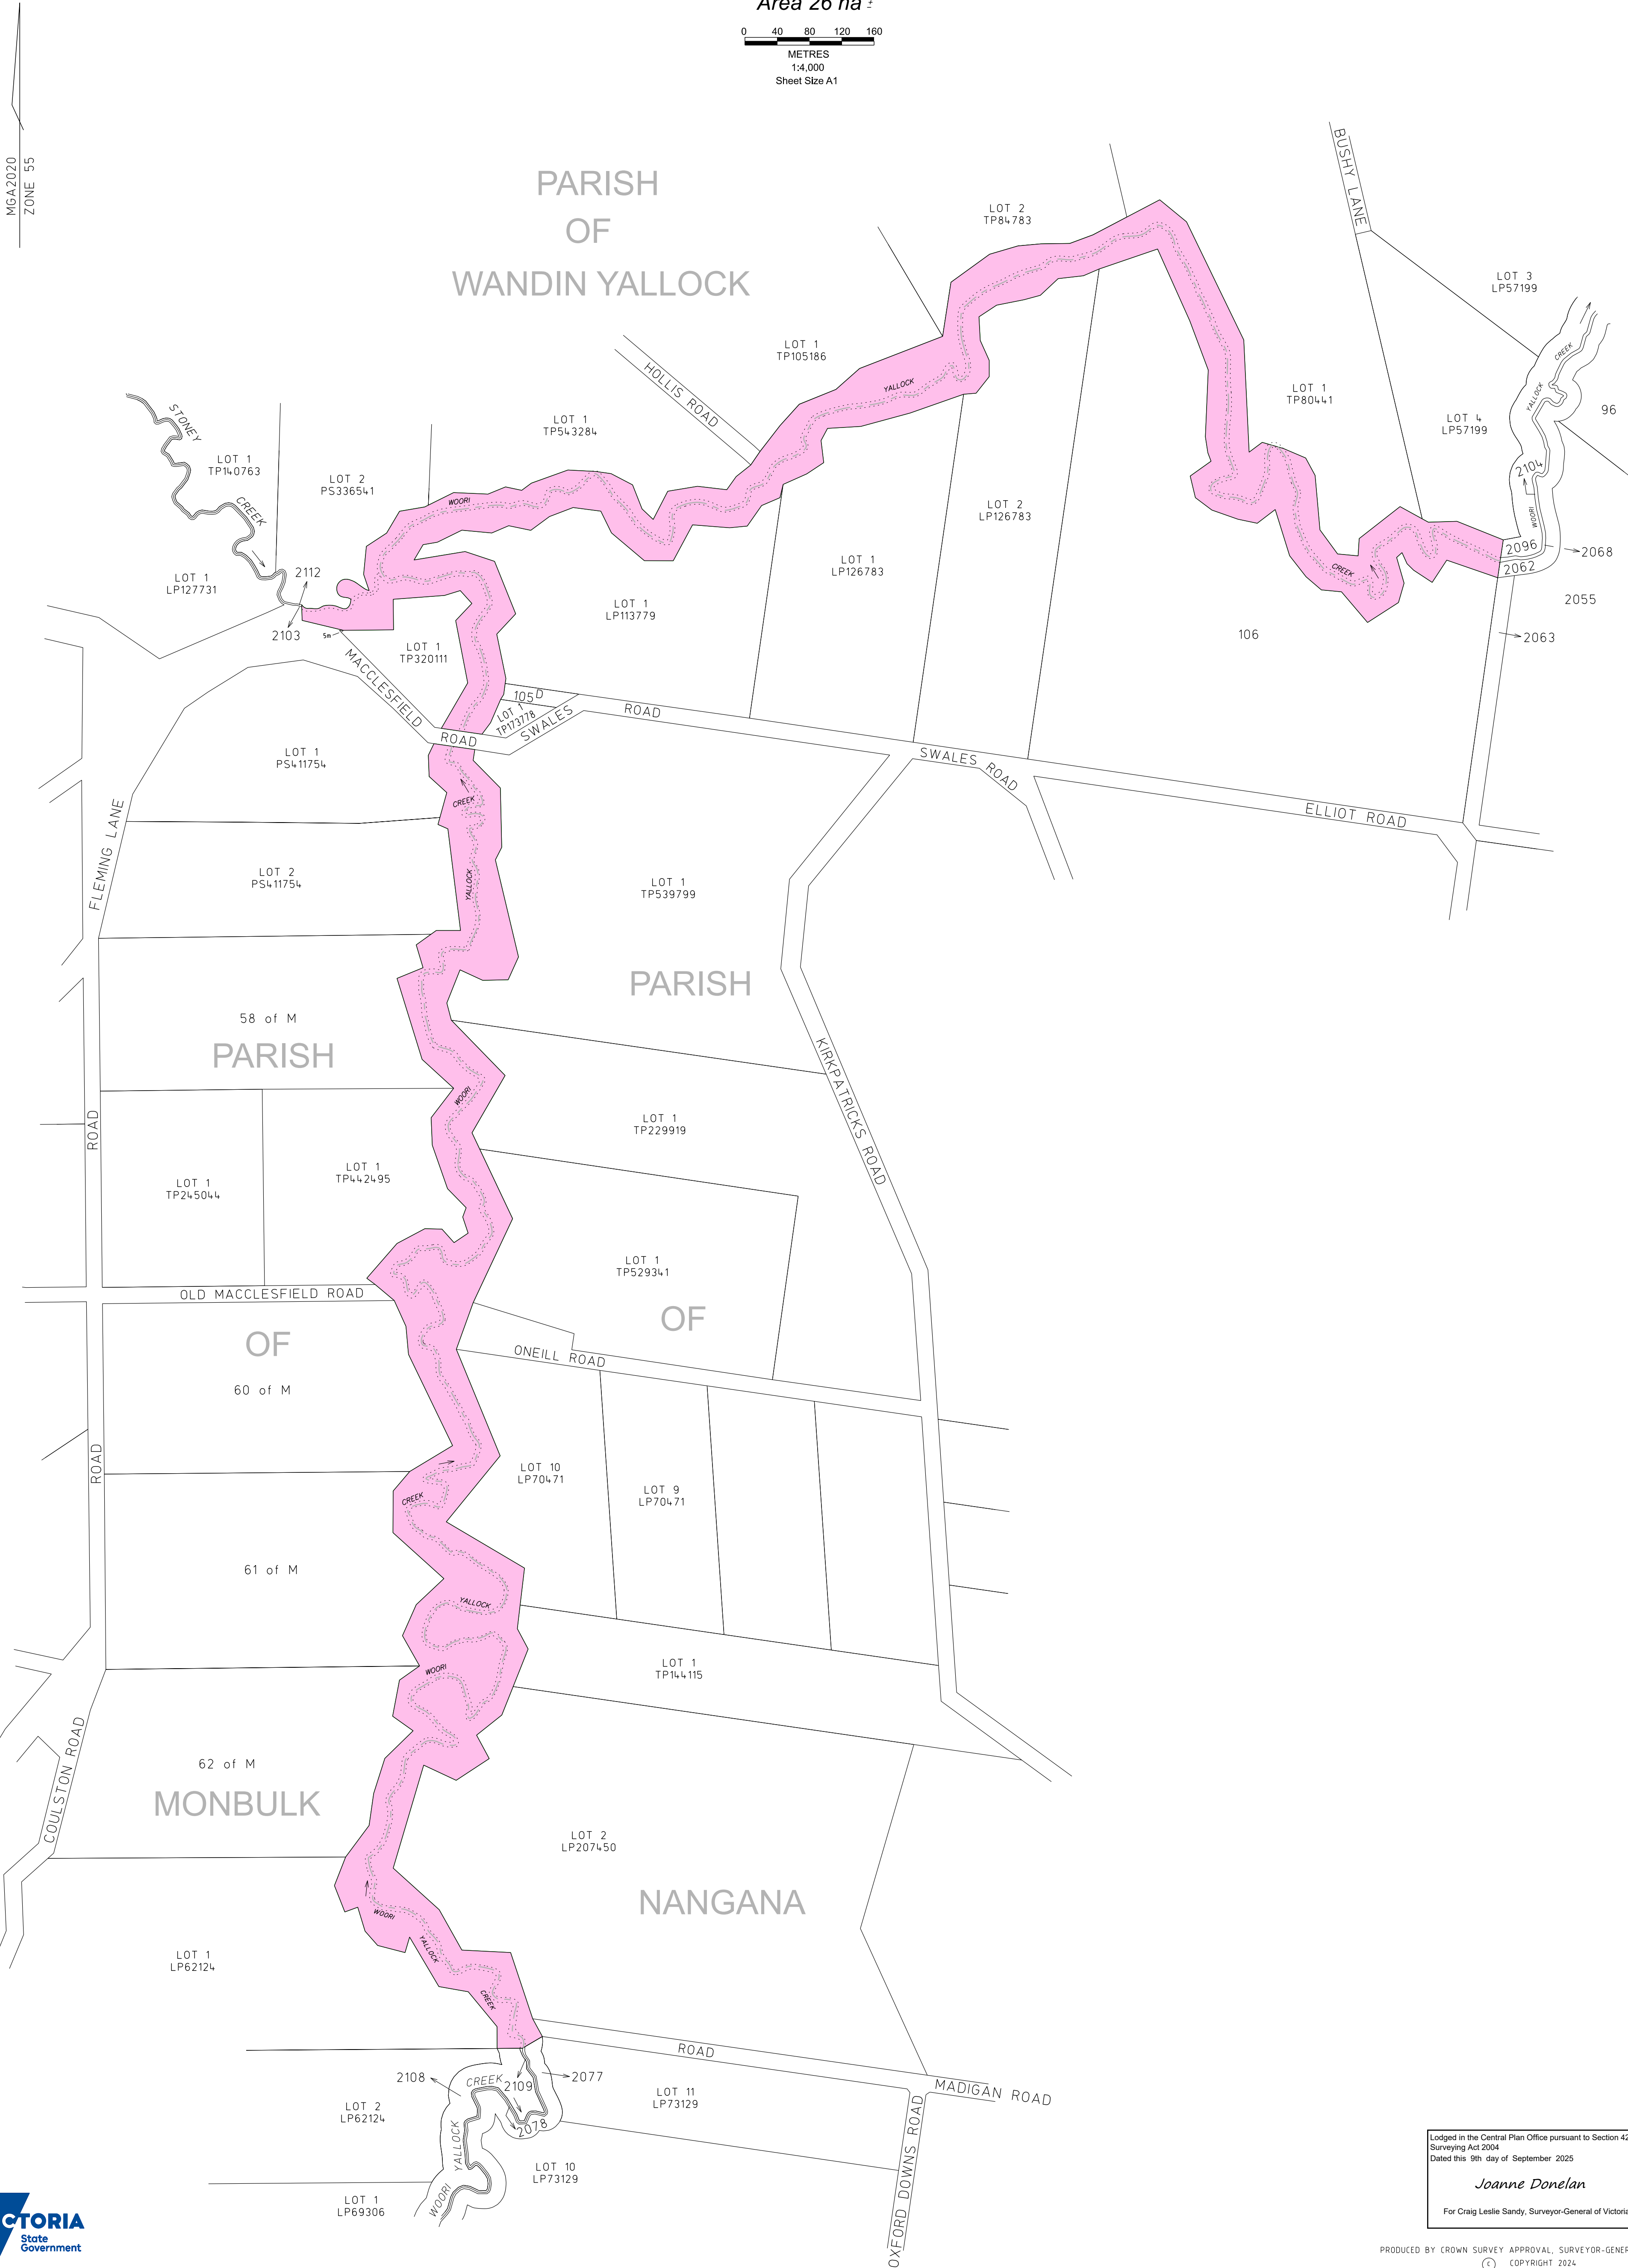 Area 26 ha ±
0 40 80 120 160
METRES
1:4,000
Sheet Size A1
MGA2020
ZONE 55
PARISH
OF
WANDIN YALLOCK
BUSHY LANE
LOT 2
TP84783
LOT 3
LP57199
LOT 1
TP105186
HOLLIS ROAD
YALLOCK
CREEK
YALLOCK
LOT 1
TP80441
LOT 4
LP57199
96
STONEY
CREEK
LOT 1
TP140763
LOT 2
PS336541
LOT 1
TP543284
WOORI
2104
WOORI
LOT 2
LP126783
LOT 1
LP126783
2096
2068
2062
2055
CREEK
LOT 1
LP127731
2112
2103
5m
LOT 1
LP113779
106
2063
LOT 1
TP320111
MACCLESFIELD
ROAD
105D
LOT 1
TP173778
SWALES
ROAD
SWALES ROAD
ELLIOT ROAD
LOT 1
PS411754
CREEK
FLEMING LANE
LOT 2
PS411754
YALLOCK
LOT 1
TP539799
PARISH
58 of M
PARISH
KIRKPATRICKS ROAD
WOORI
ROAD
LOT 1
TP229919
LOT 1
TP245044
LOT 1
TP442495
LOT 1
TP529341
OLD MACCLESFIELD ROAD
OF
OF
ONEILL ROAD
60 of M
ROAD
LOT 10
LP70471
LOT 9
LP70471
CREEK
61 of M
YALLOCK
WOORI
LOT 1
TP144115
COULSTON ROAD
62 of M
MONBULK
LOT 2
LP207450
NANGANA
WOORI
YALLOCK
CREEK
LOT 1
LP62124
ROAD
MADIGAN ROAD
2108
CREEK
2109
2077
LOT 11
LP73129
LOT 2
LP62124
2078
YALLOCK
WOORI
LOT 10
LP73129
LOT 1
LP69306
OXFORD DOWNS ROAD
Lodged in the Central Plan Office pursuant to Section 42
Surveying Act 2004
Dated this 9th day of September 2025
Joanne Donelan
For Craig Leslie Sandy, Surveyor-General of Victoria
CTORIA
State
Government
PRODUCED BY CROWN SURVEY APPROVAL, SURVEYOR-GENER
© COPYRIGHT 2024